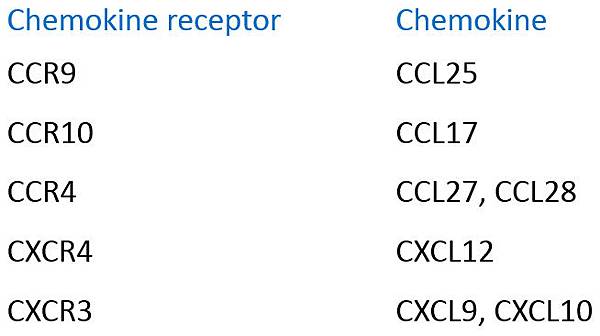 Chemokine receptor Chemokine
CCR9 CCL25
CCR10 CCL17
CCR4 CCL27, CCL28
CXCR4 CXCL12
CXCR3 CXCL9, CXCL10